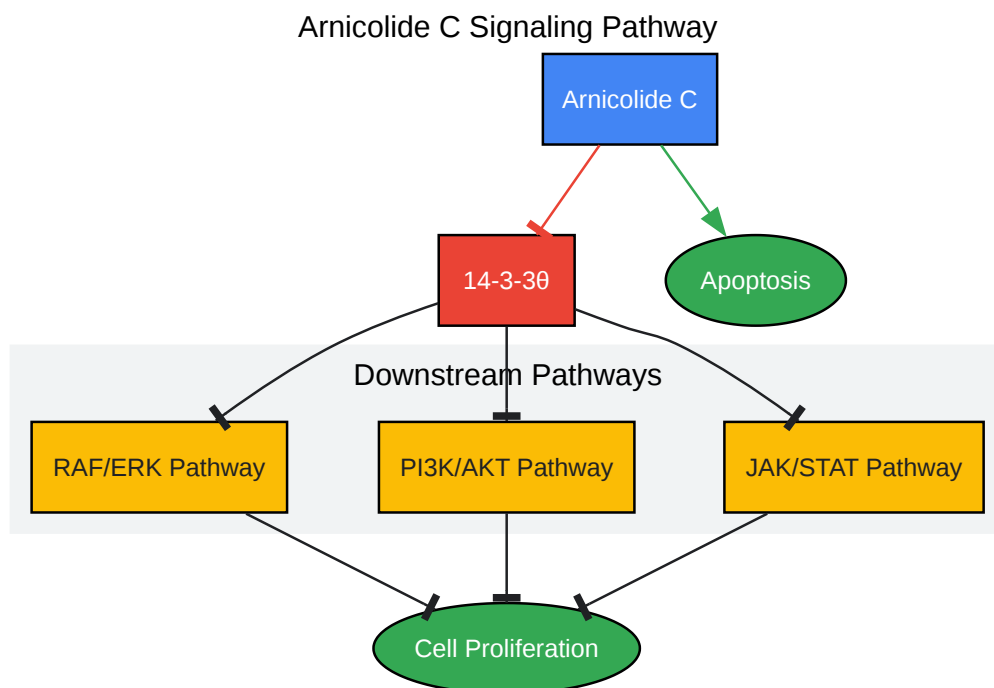 Arnicolide C Signaling Pathway
Arnicolide C
14-3-3θ
Apoptosis
Downstream Pathways
RAF/ERK Pathway
PI3K/AKT Pathway
JAK/STAT Pathway
Cell Proliferation